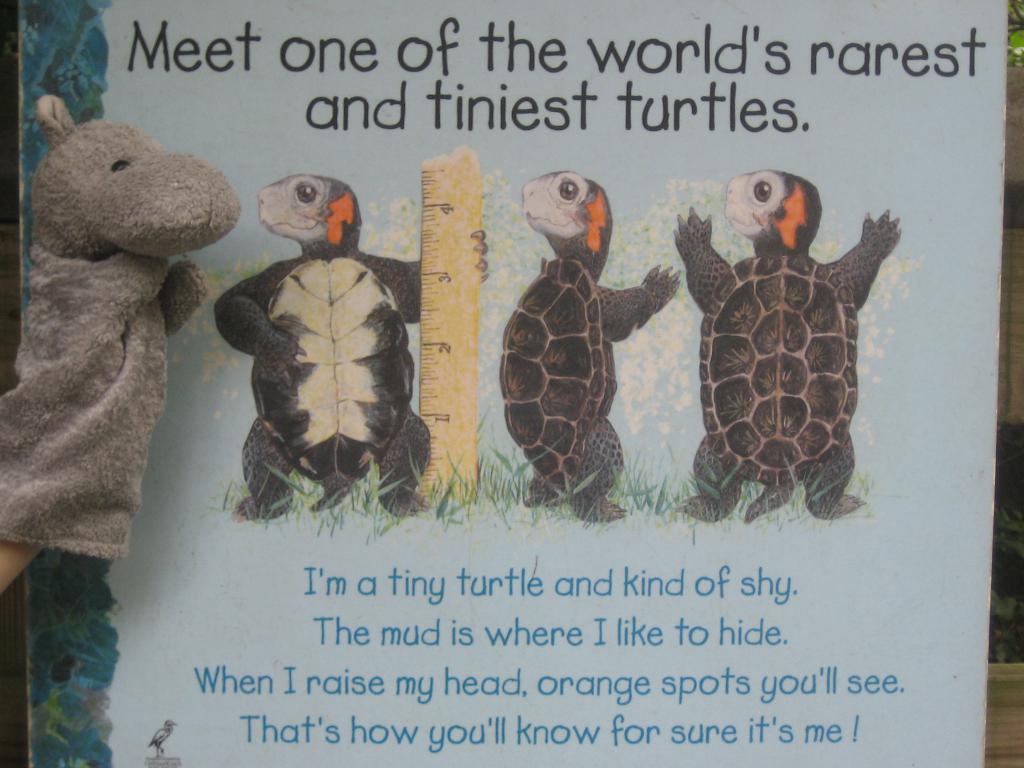 Meet one of the world's rarest
and tiniest turtles.
4
3
2
1
I'm a tiny turtle and kind of shy.
The mud is where I like to hide.
When I raise my head, orange spots you'll see.
That's how you'll know for sure it's me !